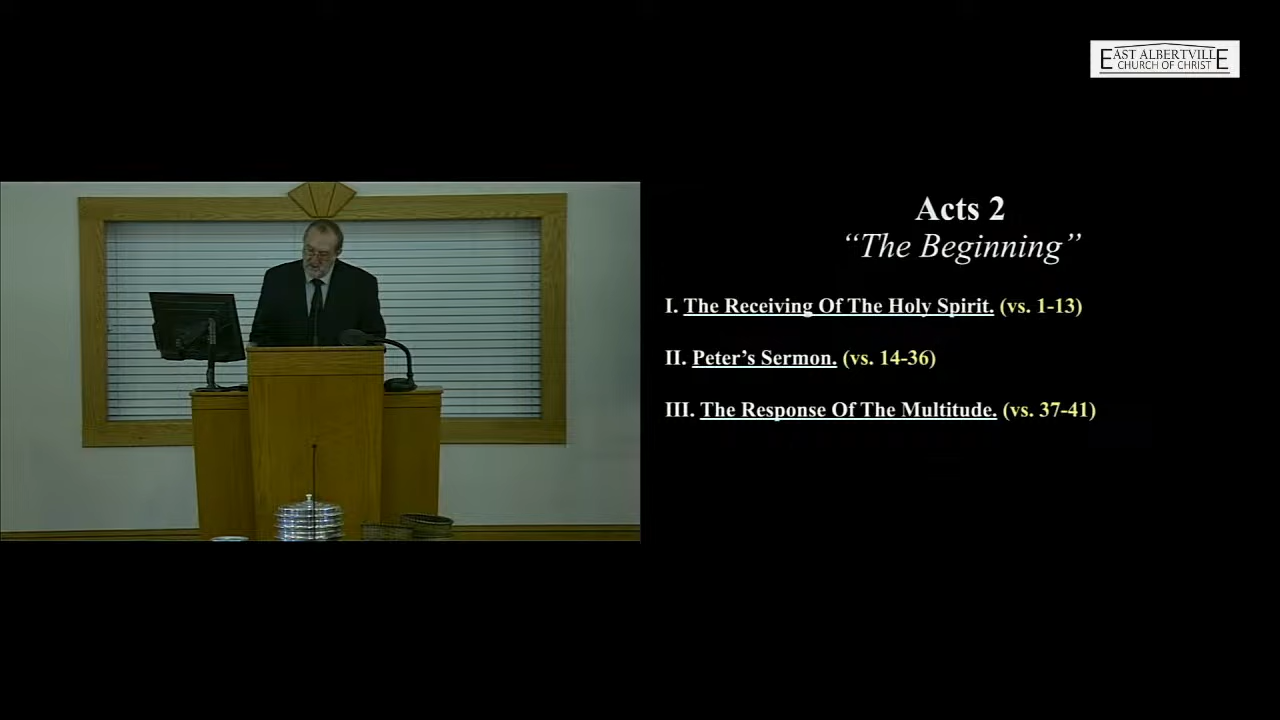 EAST ALBERTVILLE
CHURCH OF CHRIST
Acts 2
“The Beginning”
I. The Receiving Of The Holy Spirit. (vs. 1-13)
II. Peter’s Sermon. (vs. 14-36)
III. The Response Of The Multitude. (vs. 37-41)